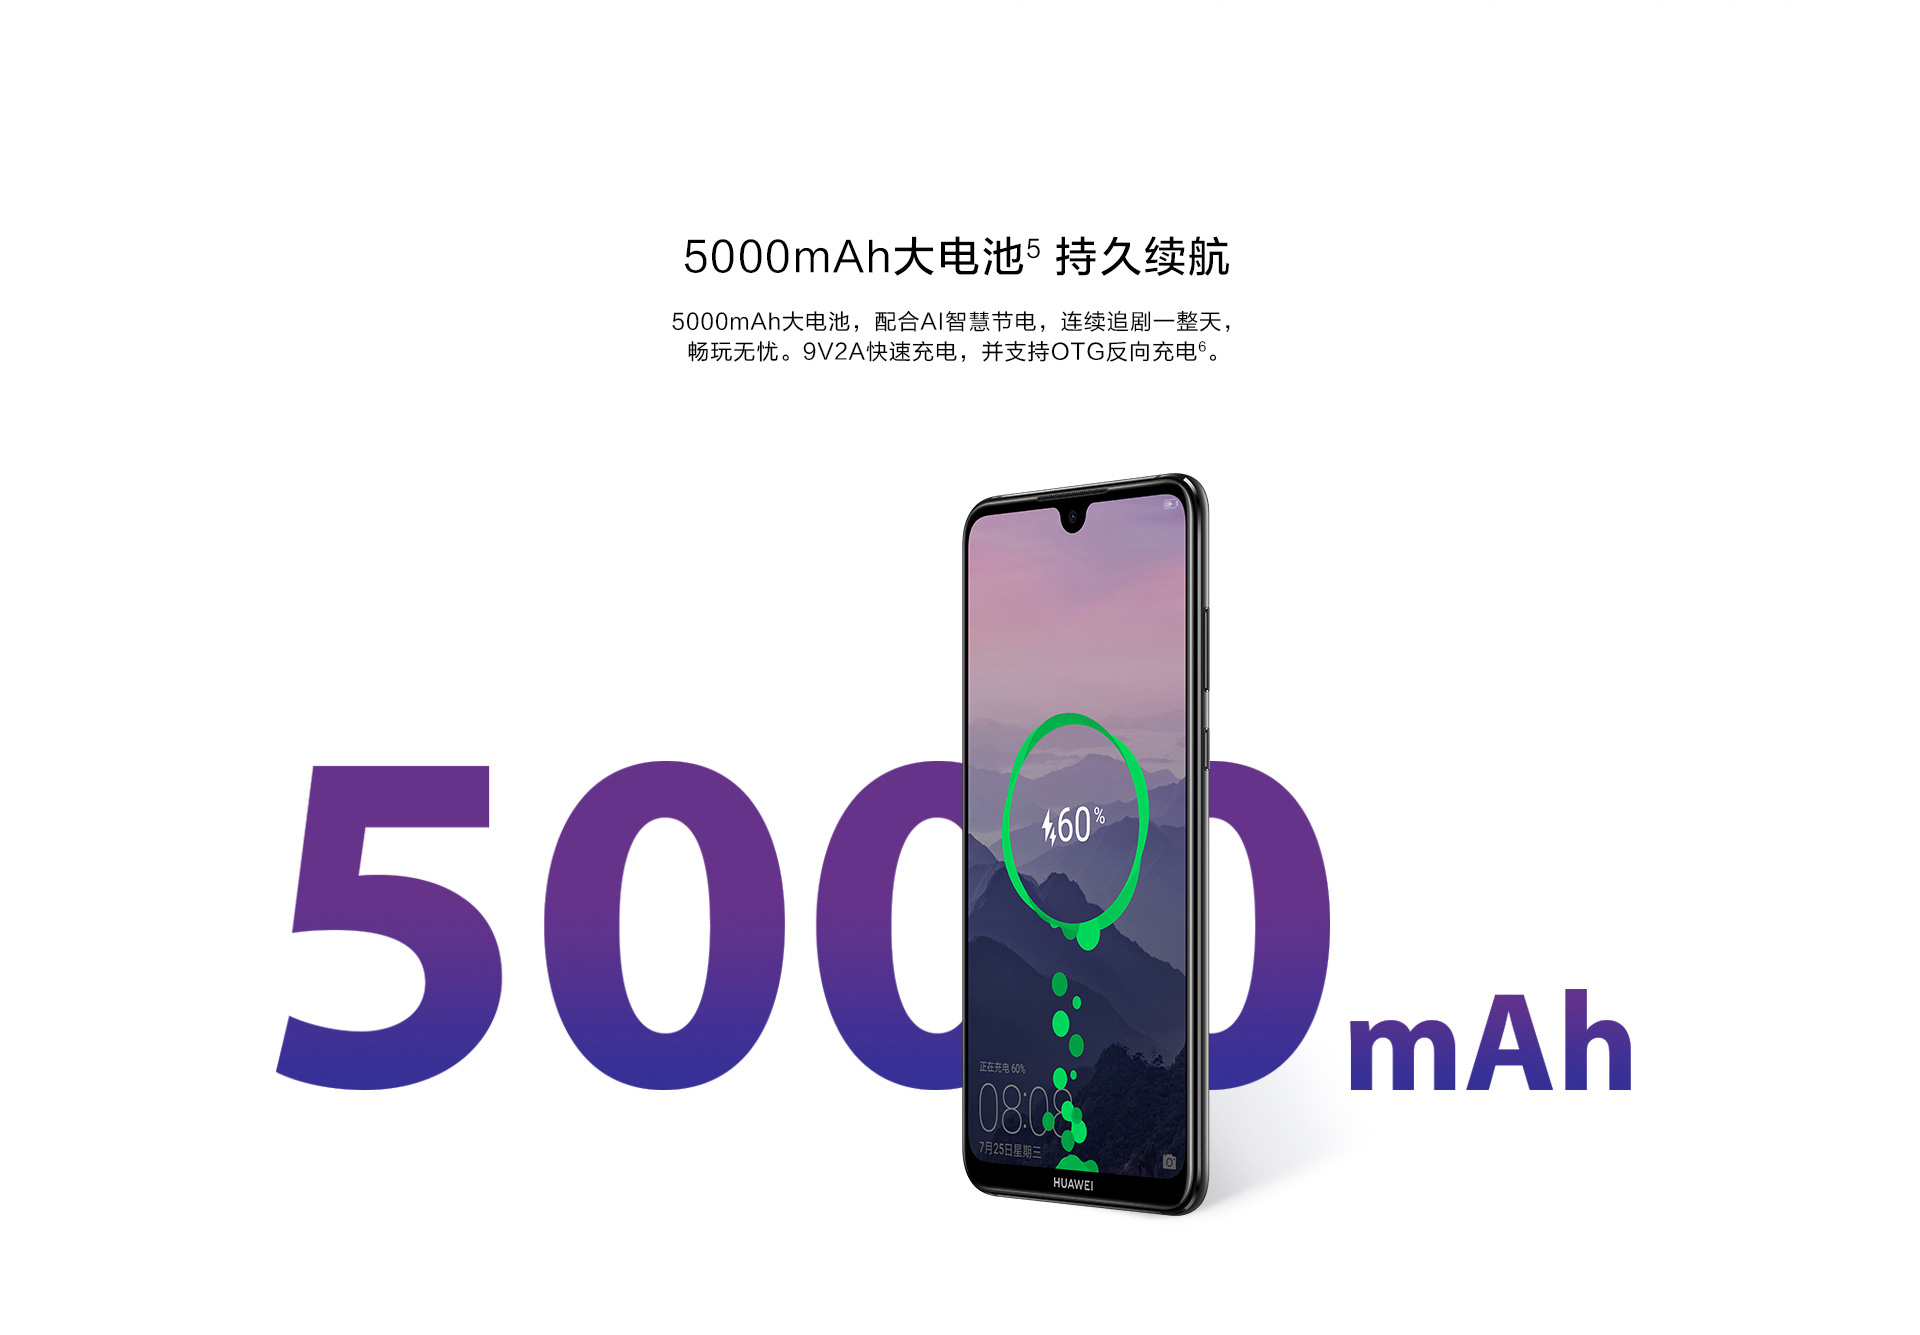 5000mAh大电池5 持久续航
5000mAh大电池，配合AI智慧节电，连续追剧一整天，
畅玩无忧。9V2A快速充电，并支持OTG反向充电6。
5000mAh
60%
正在充电 60%
08:08
7月25日星期三
HUAWEI